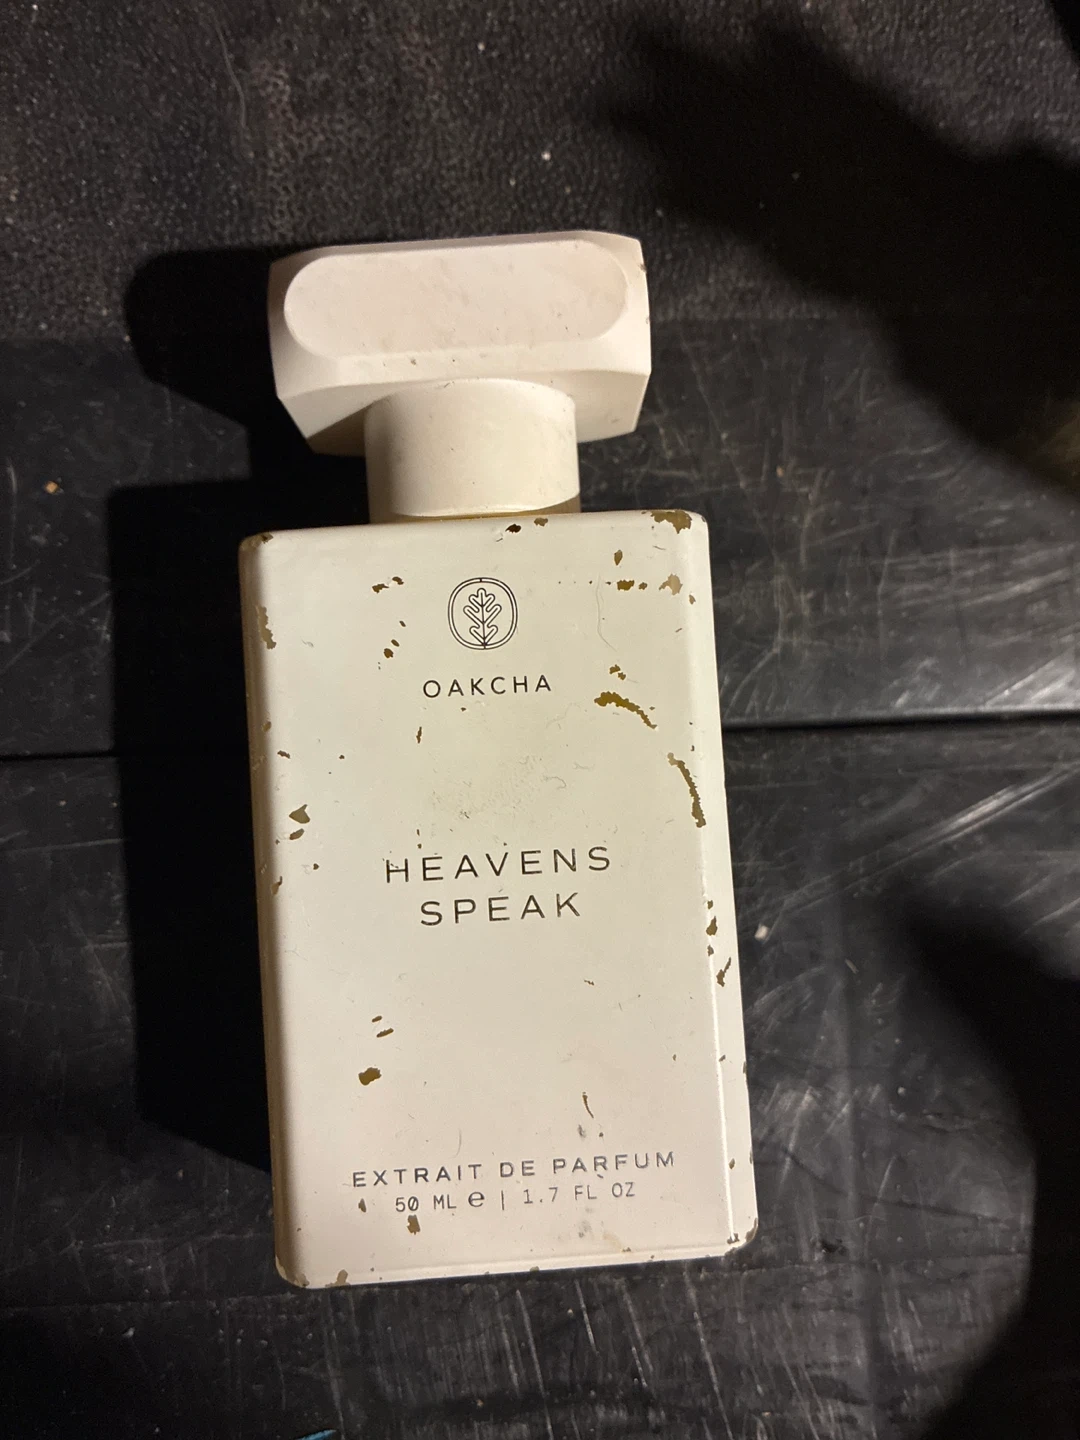 OAKCHA
HEAVENS
SPEAK
EXTRAIT DE PARFUM
50 ML ℮ | 1.7 FL OZ